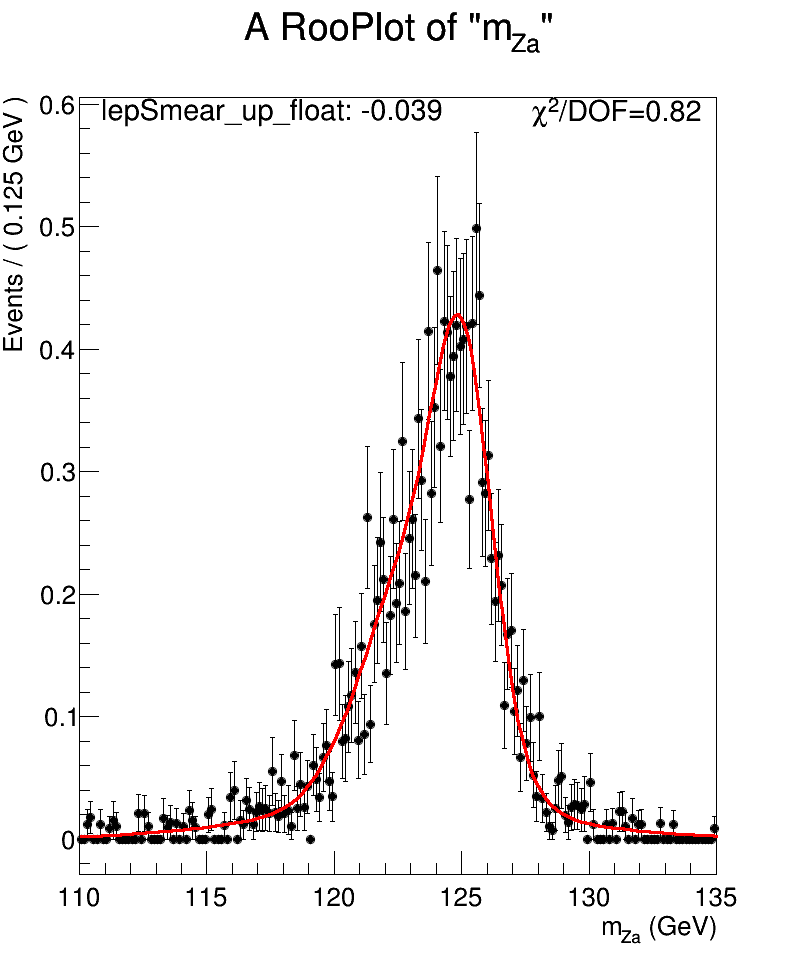 A RooPlot of "m_Za"
lepSmear_up_float: -0.039
χ²/DOF=0.82
Events / ( 0.125 GeV )
0.6
0.5
0.4
0.3
0.2
0.1
0
110 115 120 125 130 135
m_Za (GeV)